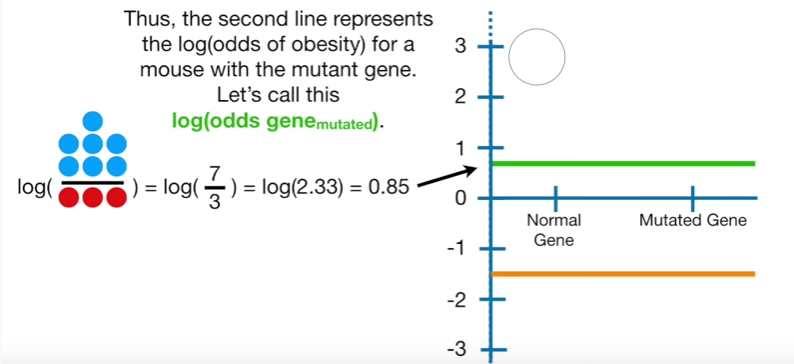 Thus, the second line represents
the log(odds of obesity) for a
mouse with the mutant gene.
Let's call this
log(odds gene mutated).
log( ) = log( 7/3 ) = log(2.33) = 0.85
3
2
1
0
-1
-2
-3
Normal
Gene
Mutated Gene